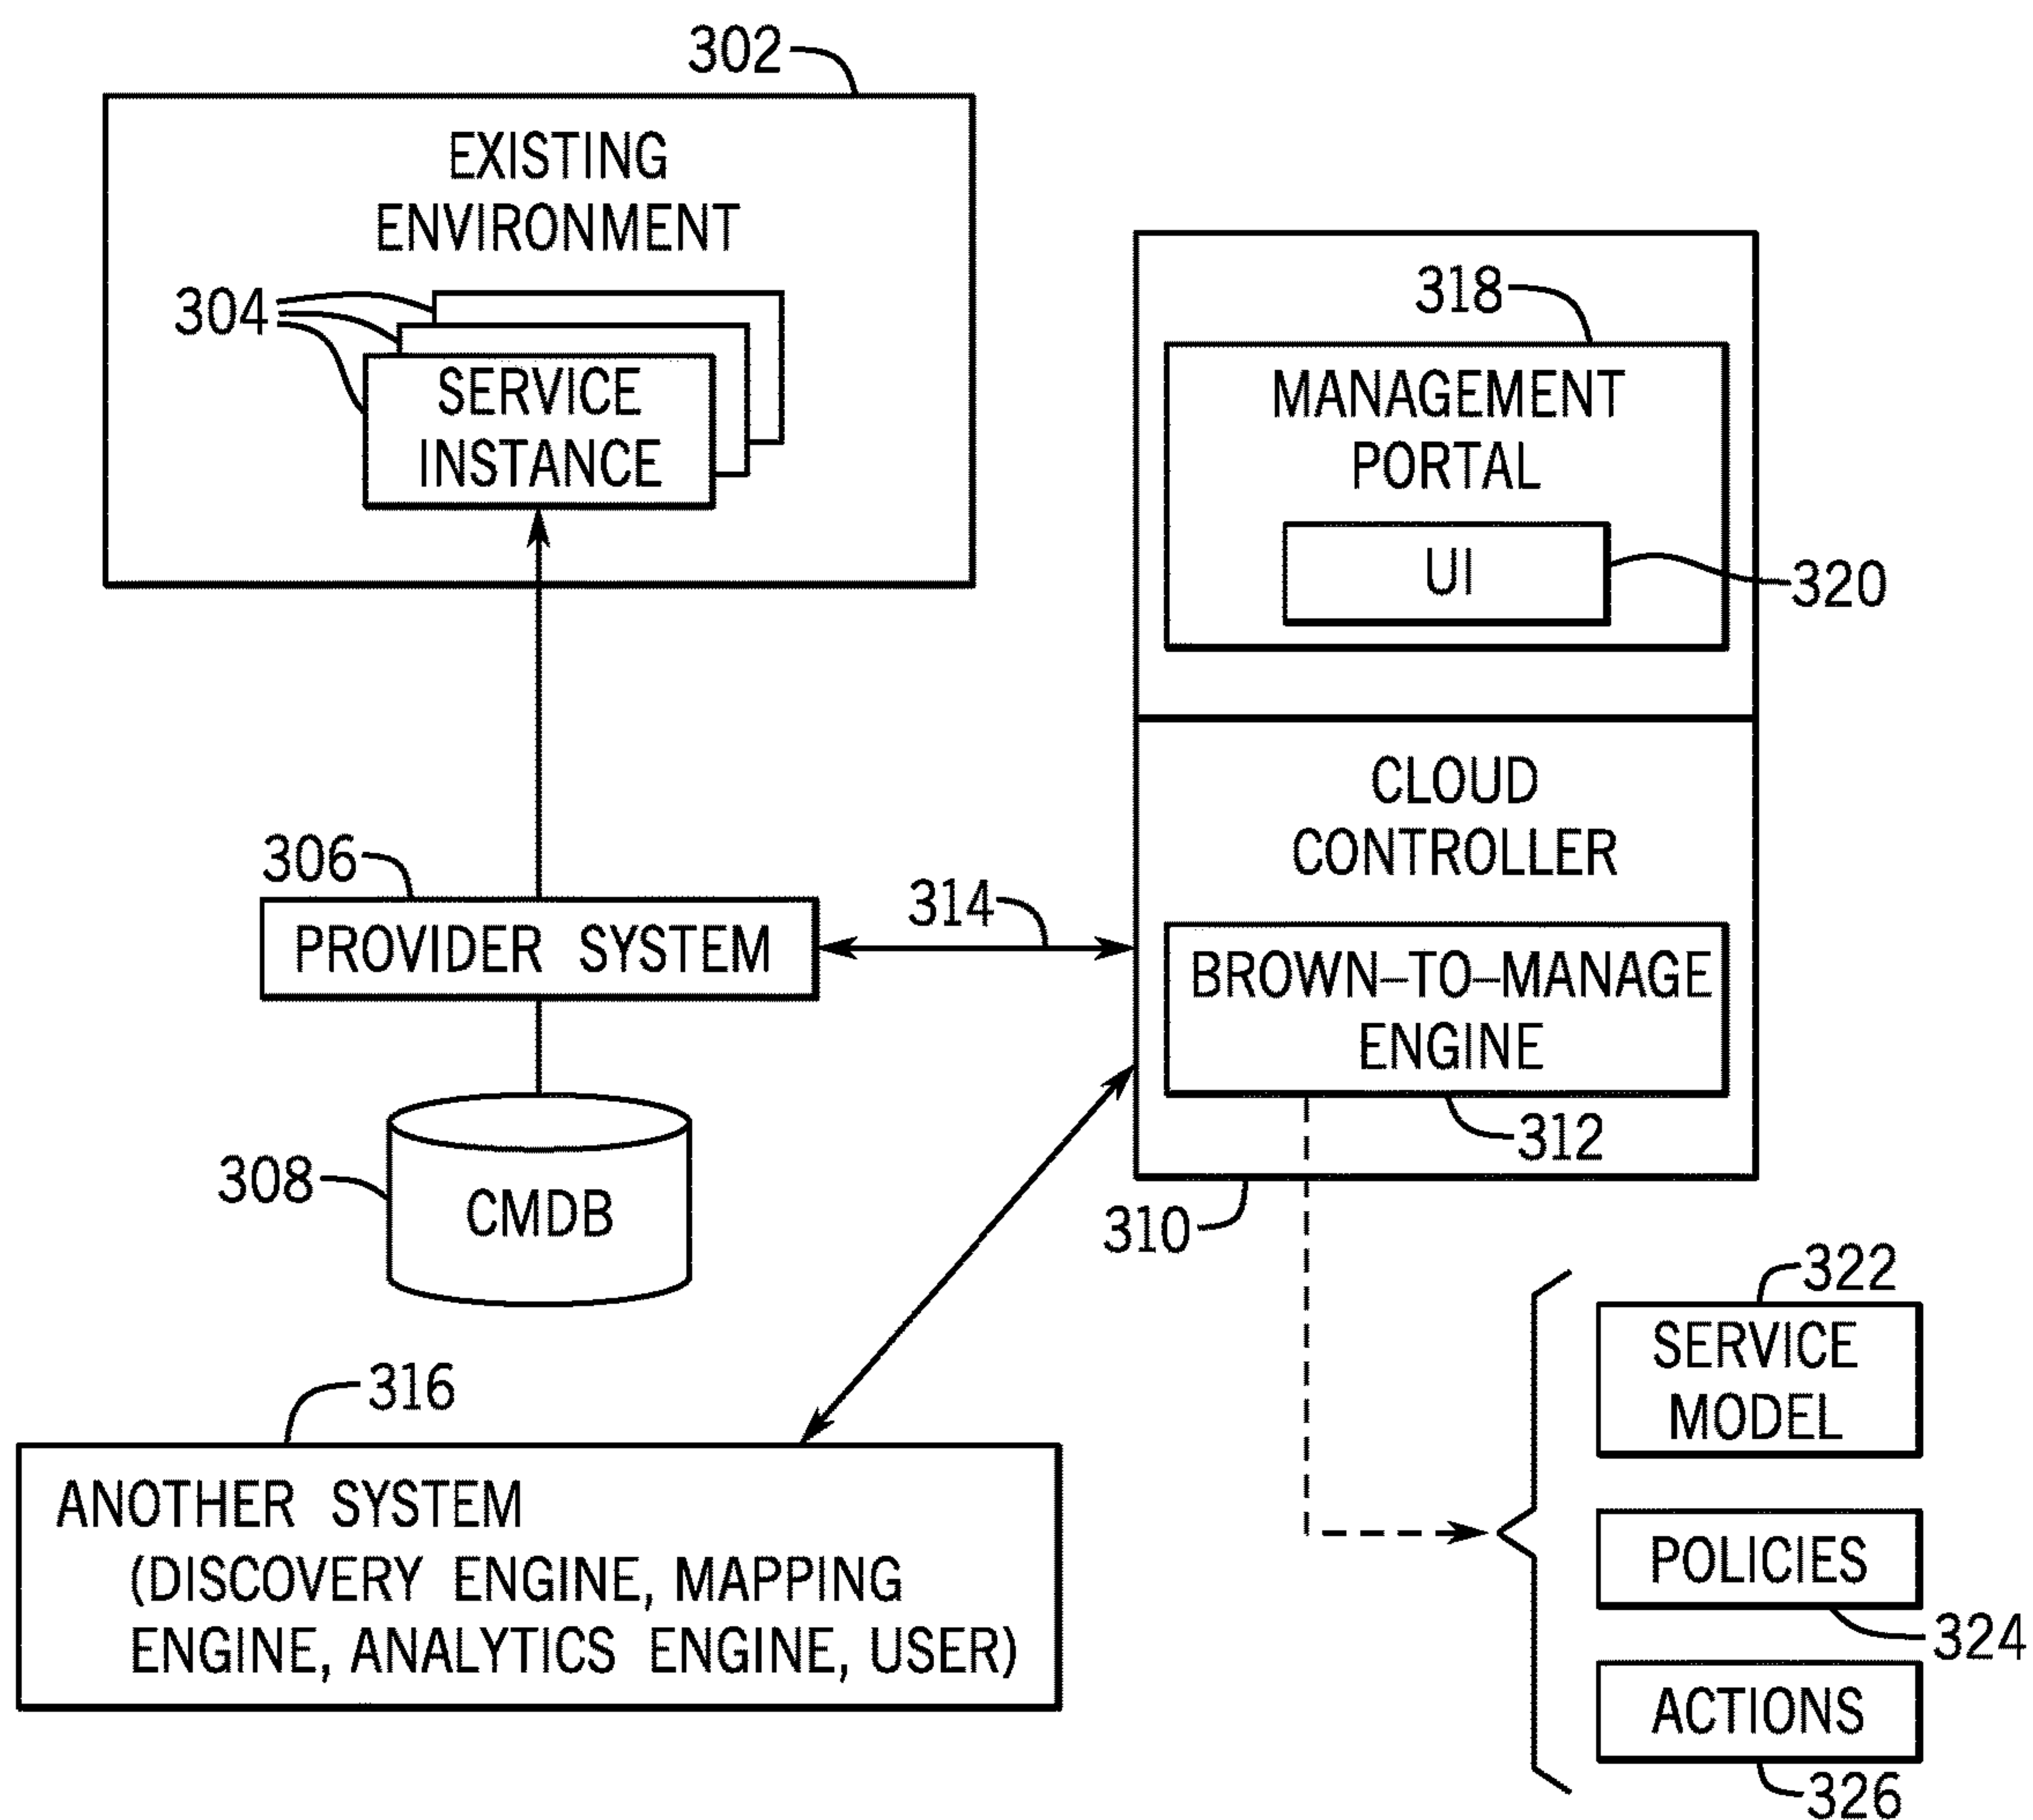 302
EXISTING
ENVIRONMENT
304
SERVICE
INSTANCE
318
MANAGEMENT
PORTAL
UI
320
CLOUD
CONTROLLER
306
PROVIDER SYSTEM
314
BROWN-TO-MANAGE
ENGINE
312
310
308
CMDB
316
ANOTHER SYSTEM
(DISCOVERY ENGINE, MAPPING
ENGINE, ANALYTICS ENGINE, USER)
322
SERVICE
MODEL
POLICIES
324
ACTIONS
326